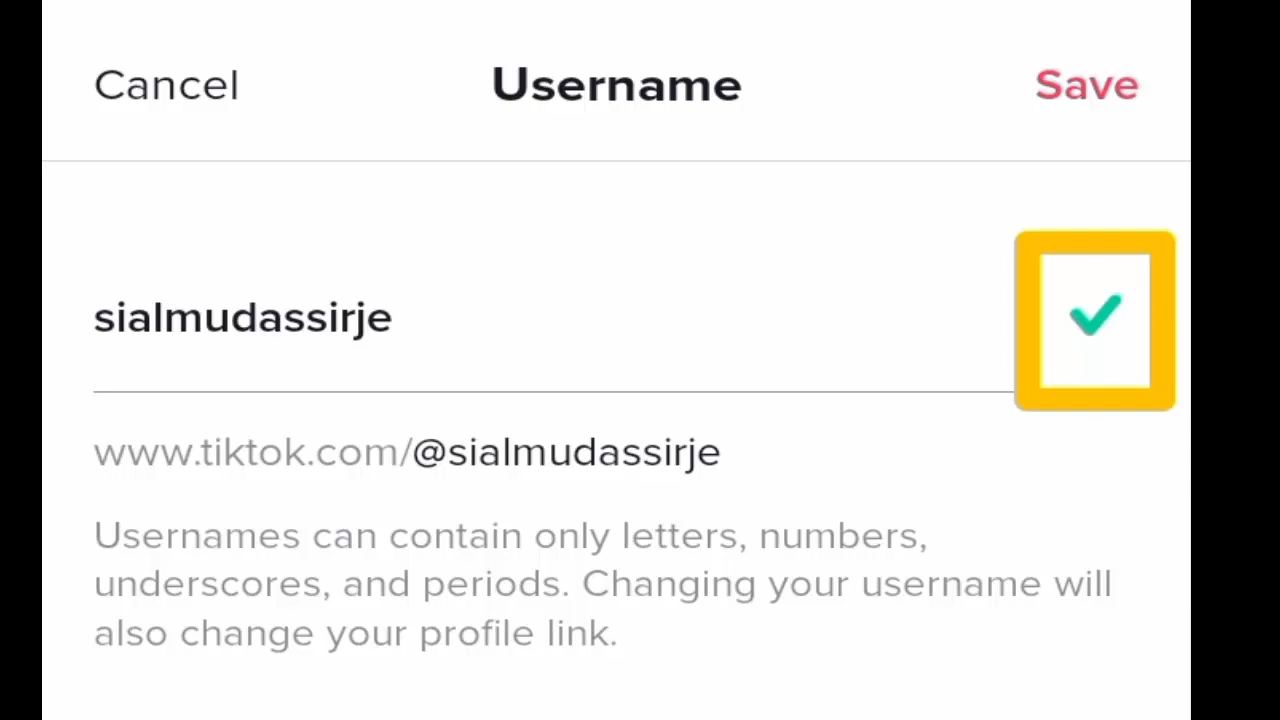 Cancel Username Save
sialmudassirje
www.tiktok.com/@sialmudassirje
Usernames can contain only letters, numbers,
underscores, and periods. Changing your username will
also change your profile link.